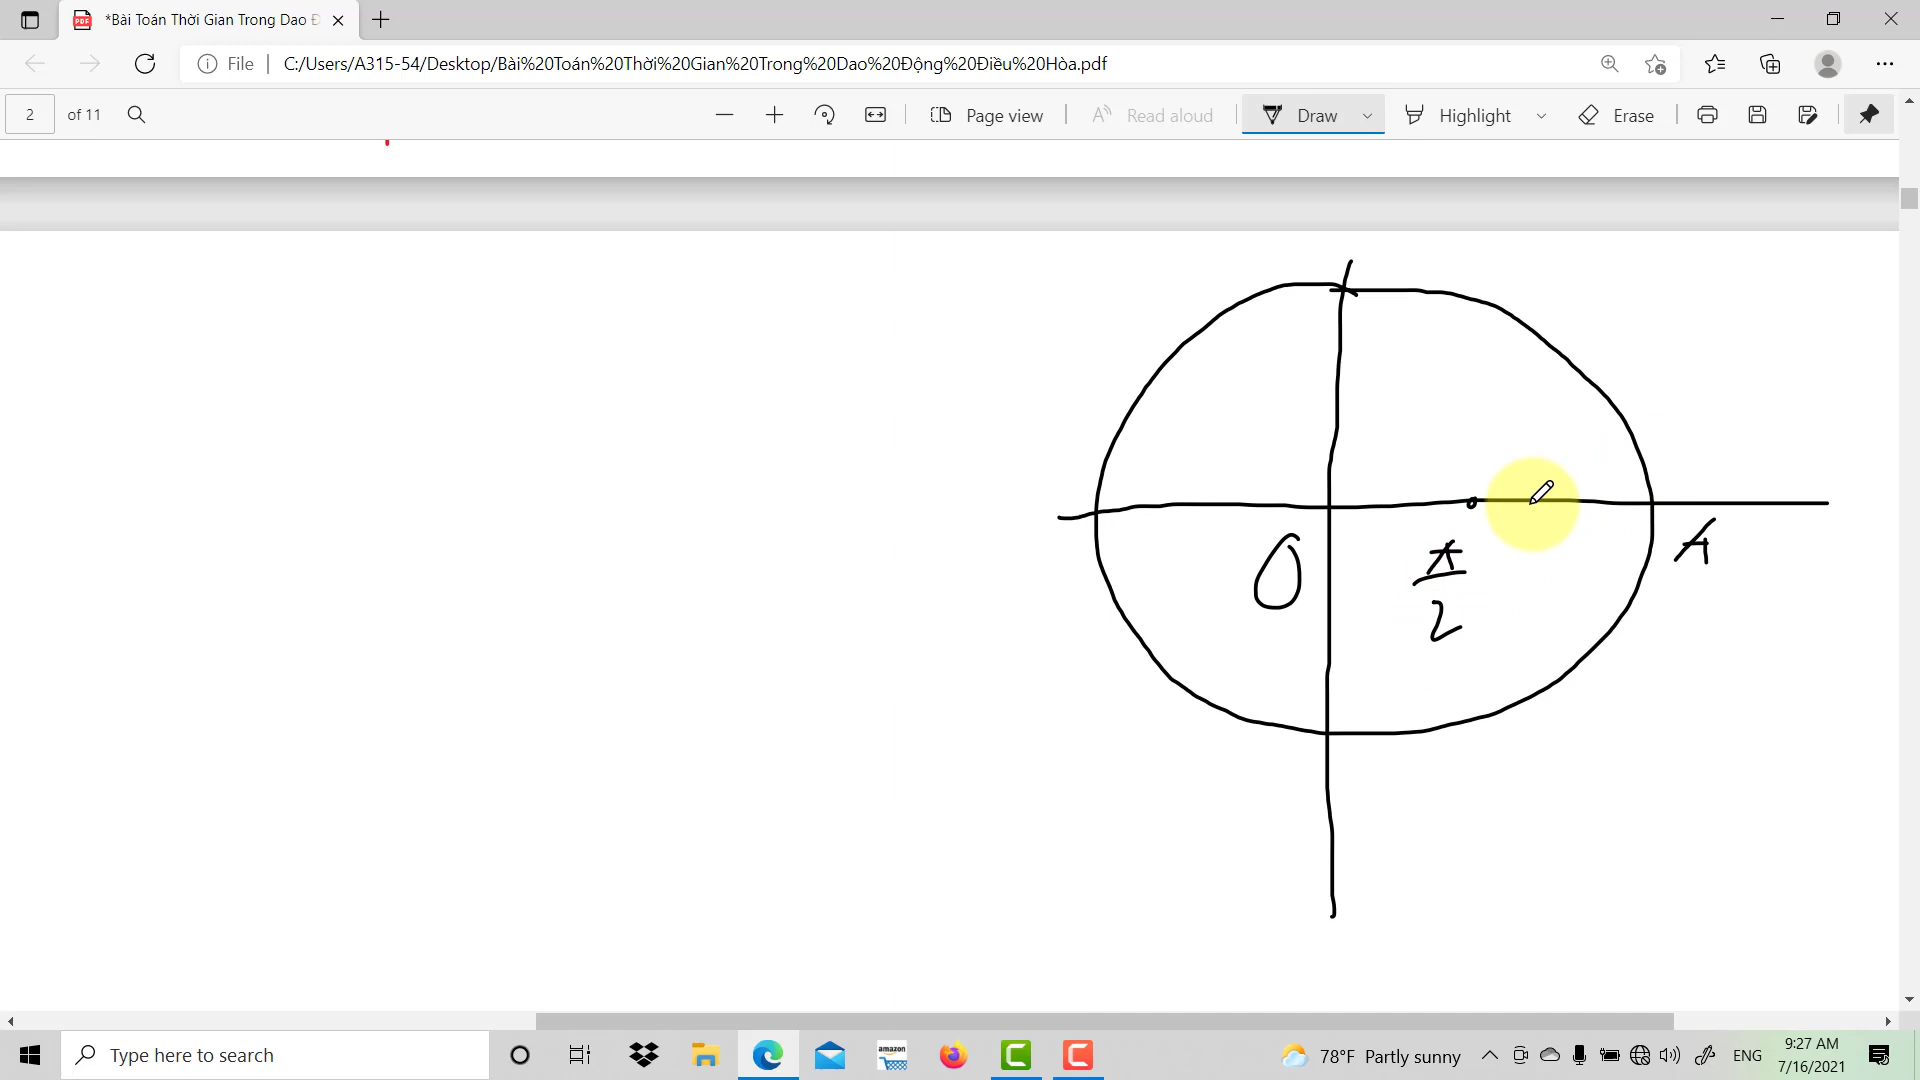 *Bài Toán Thời Gian Trong Dao Đ
File
C:/Users/A315-54/Desktop/Bài%20Toán%20Thời%20Gian%20Trong%20Dao%20Động%20Điều%20Hòa.pdf
2 of 11
Page view
Read aloud
Draw
Highlight
Erase
A
O
A
2
Type here to search
amazon
78°F Partly sunny
ENG
9:27 AM
7/16/2021